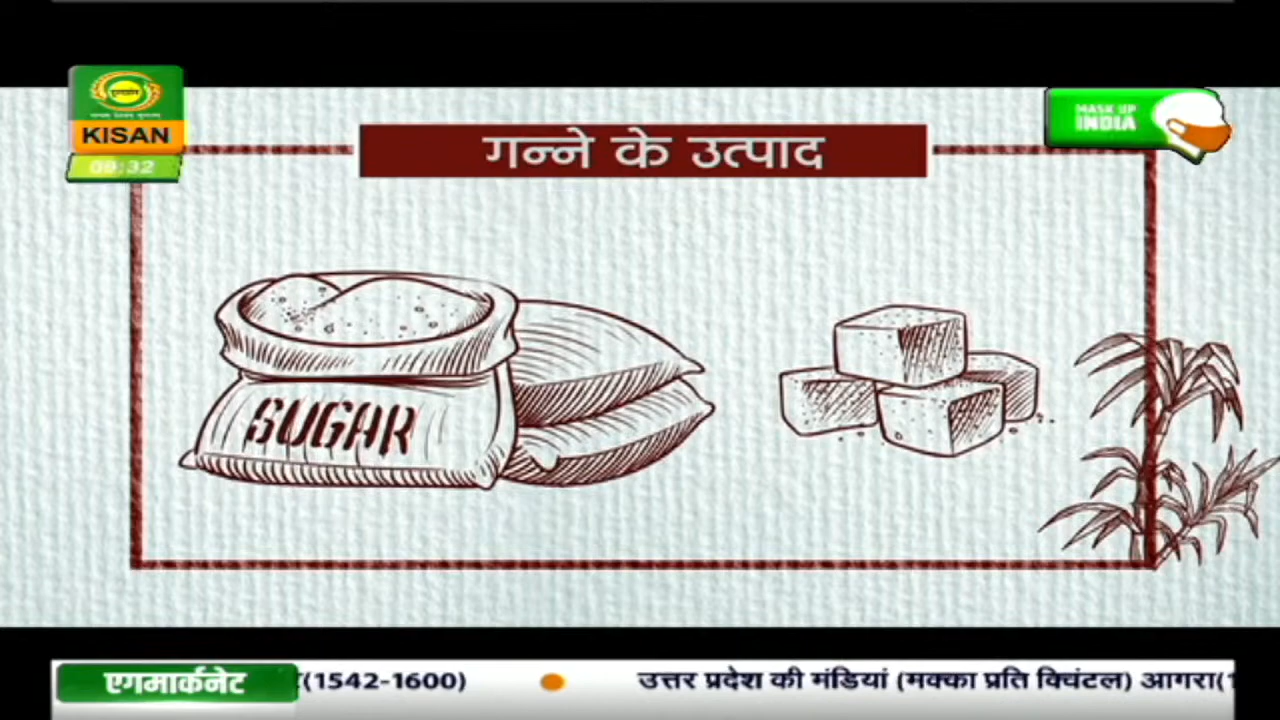 KISAN
09:32
MASK UP
INDIA
गन्ने के उत्पाद
SUGAR
एगमार्कनेट
(1542-1600)
उत्तर प्रदेश की मंडियां (मक्का प्रति क्विंटल) आगरा(